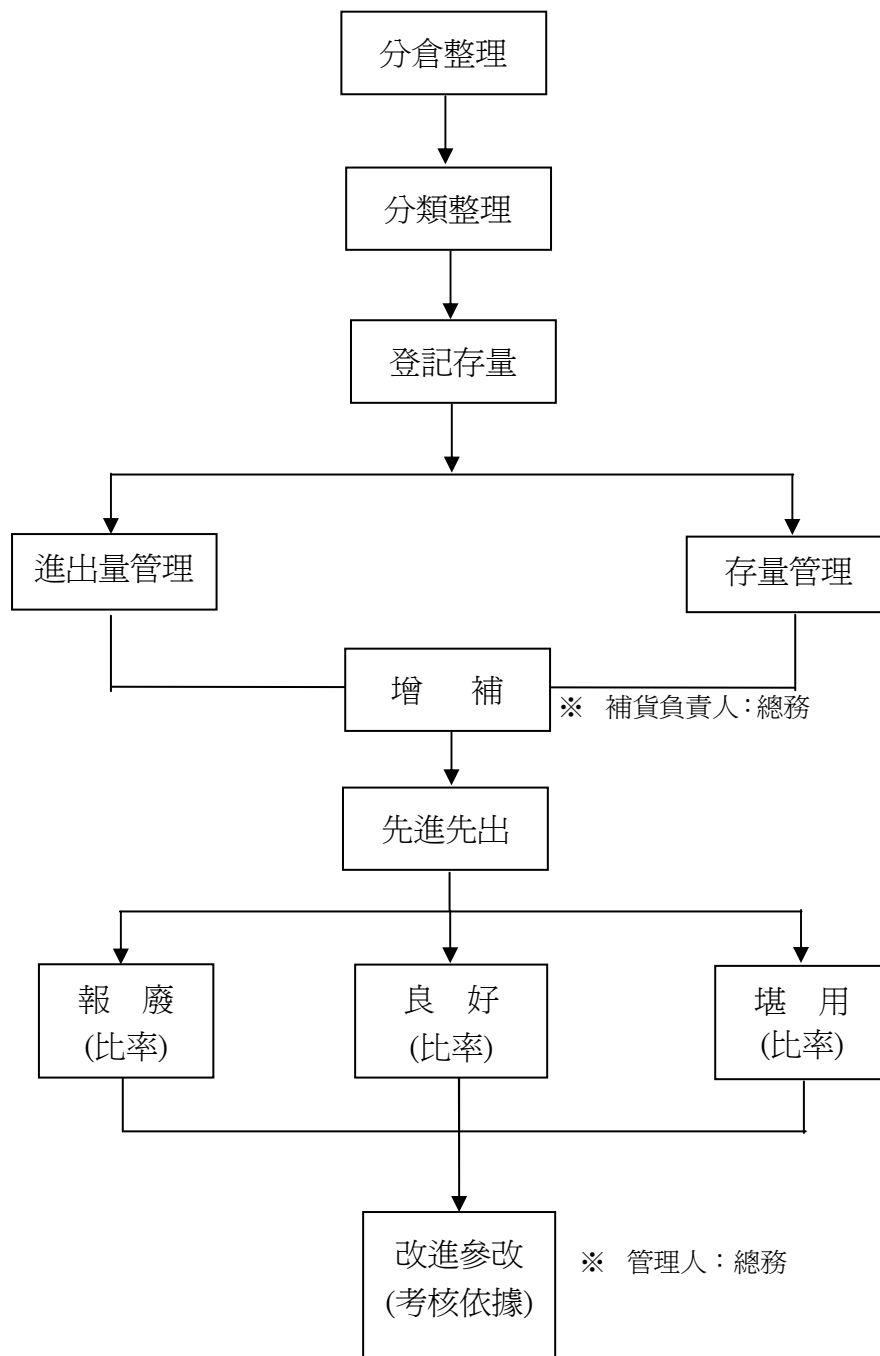 分倉整理
分類整理
登記存量
進出量管理
存量管理
增　補
※　補貨負責人：總務
先進先出
報　廢
(比率)
良　好
(比率)
堪　用
(比率)
改進參改
(考核依據)
※　管理人：總務